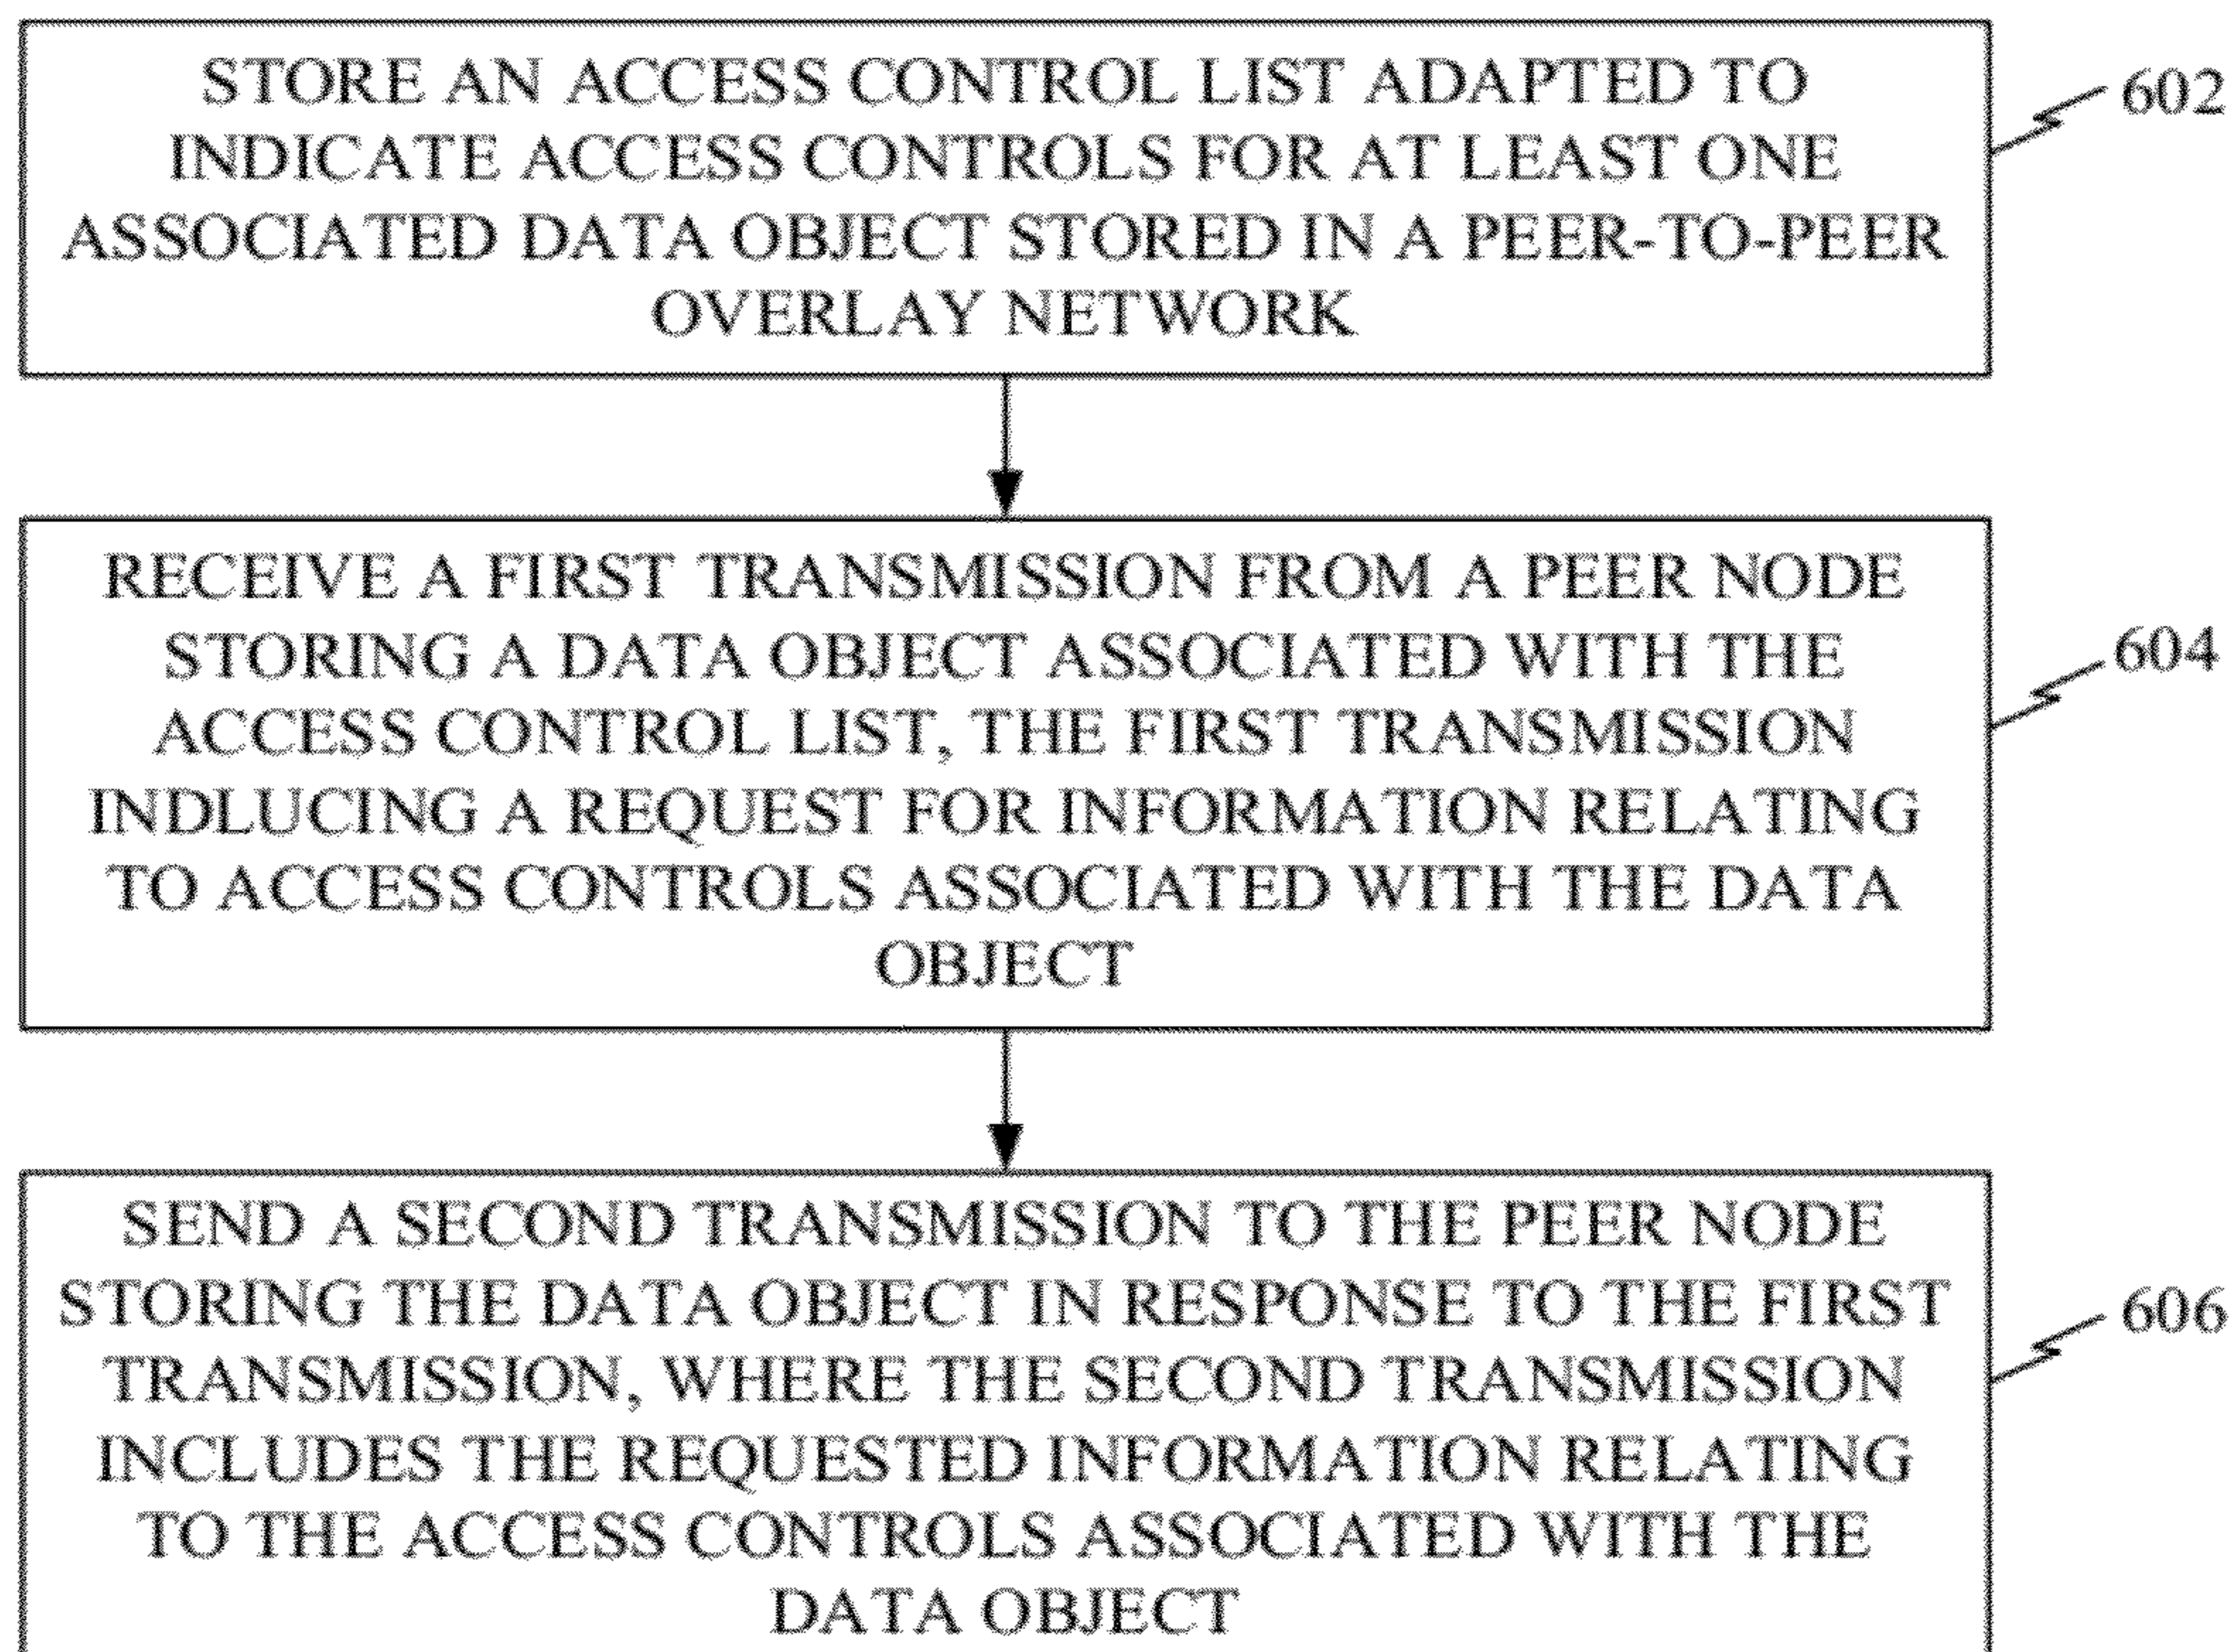 STORE AN ACCESS CONTROL LIST ADAPTED TO
INDICATE ACCESS CONTROLS FOR AT LEAST ONE
ASSOCIATED DATA OBJECT STORED IN A PEER-TO-PEER
OVERLAY NETWORK
602
RECEIVE A FIRST TRANSMISSION FROM A PEER NODE
STORING A DATA OBJECT ASSOCIATED WITH THE
ACCESS CONTROL LIST, THE FIRST TRANSMISSION
INDLUCING A REQUEST FOR INFORMATION RELATING
TO ACCESS CONTROLS ASSOCIATED WITH THE DATA
OBJECT
604
SEND A SECOND TRANSMISSION TO THE PEER NODE
STORING THE DATA OBJECT IN RESPONSE TO THE FIRST
TRANSMISSION, WHERE THE SECOND TRANSMISSION
INCLUDES THE REQUESTED INFORMATION RELATING
TO THE ACCESS CONTROLS ASSOCIATED WITH THE
DATA OBJECT
606